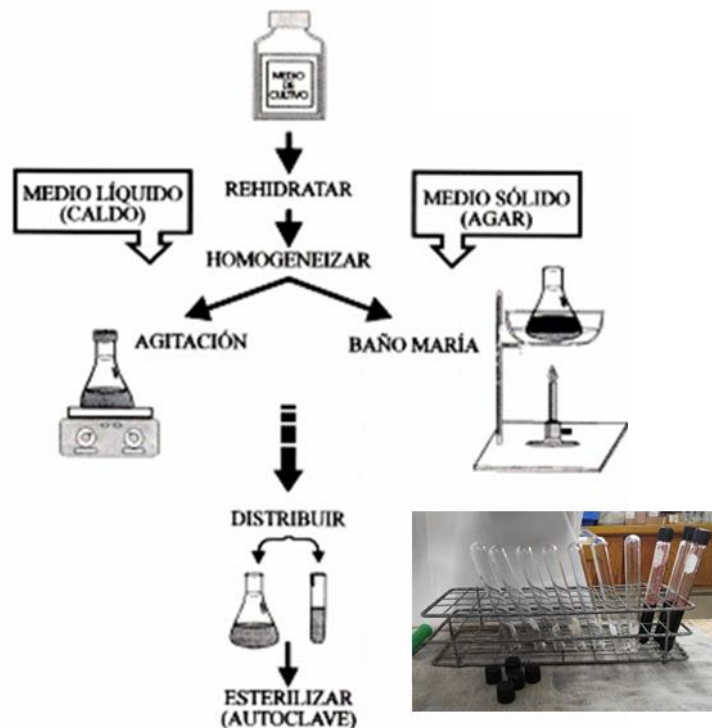 MEDIO
DE
CULTIVO
REHIDRATAR
MEDIO LÍQUIDO
(CALDO)
MEDIO SÓLIDO
(AGAR)
HOMOGENEIZAR
AGITACIÓN
BAÑO MARÍA
DISTRIBUIR
ESTERILIZAR
(AUTOCLAVE)